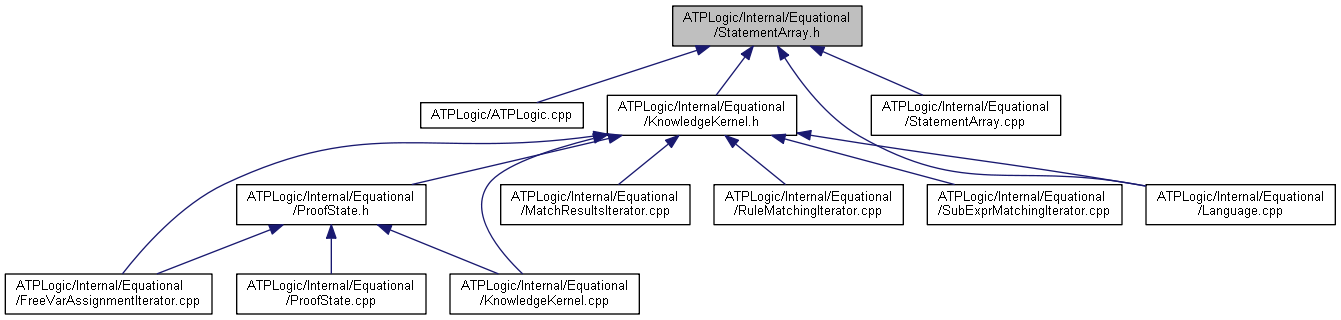 ATPLogic/Internal/Equational
/StatementArray.h
ATPLogic/ATPLogic.cpp
ATPLogic/Internal/Equational
/KnowledgeKernel.h
ATPLogic/Internal/Equational
/StatementArray.cpp
ATPLogic/Internal/Equational
/ProofState.h
ATPLogic/Internal/Equational
/MatchResultsIterator.cpp
ATPLogic/Internal/Equational
/RuleMatchingIterator.cpp
ATPLogic/Internal/Equational
/SubExprMatchingIterator.cpp
ATPLogic/Internal/Equational
/Language.cpp
ATPLogic/Internal/Equational
/FreeVarAssignmentIterator.cpp
ATPLogic/Internal/Equational
/ProofState.cpp
ATPLogic/Internal/Equational
/KnowledgeKernel.cpp